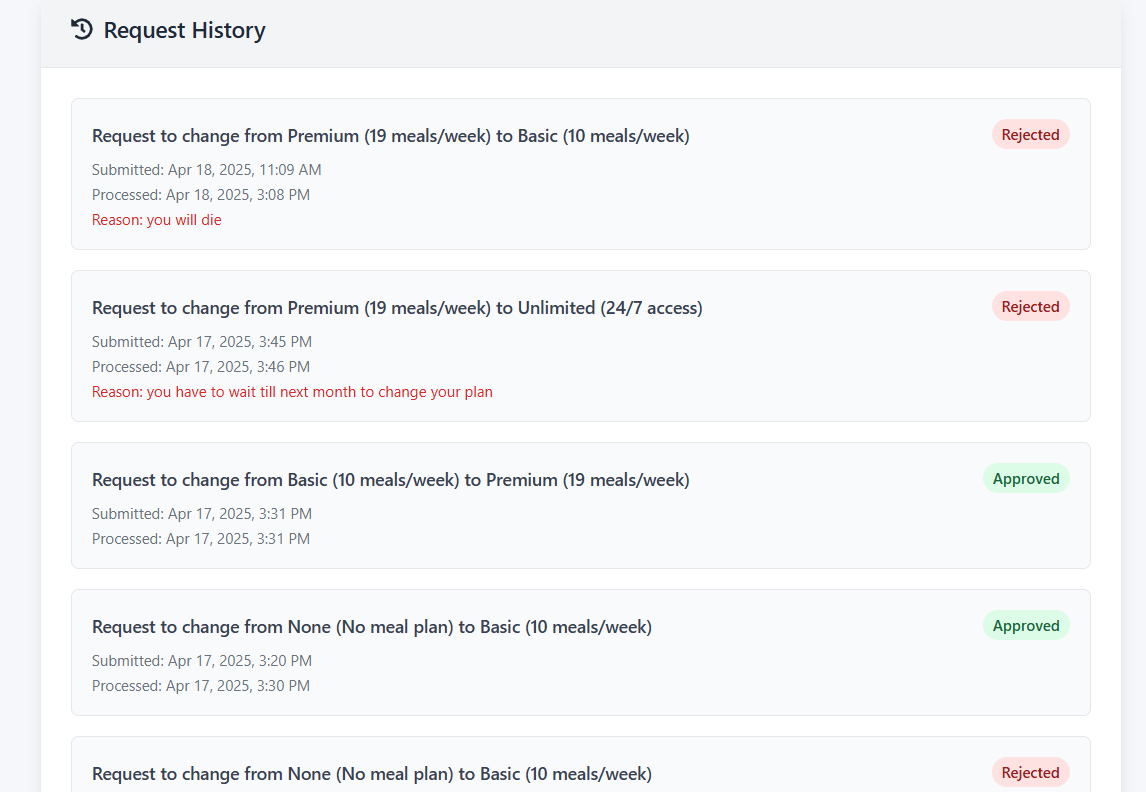 Request History
Request to change from Premium (19 meals/week) to Basic (10 meals/week)
Rejected
Submitted: Apr 18, 2025, 11:09 AM
Processed: Apr 18, 2025, 3:08 PM
Reason: you will die
Request to change from Premium (19 meals/week) to Unlimited (24/7 access)
Rejected
Submitted: Apr 17, 2025, 3:45 PM
Processed: Apr 17, 2025, 3:46 PM
Reason: you have to wait till next month to change your plan
Request to change from Basic (10 meals/week) to Premium (19 meals/week)
Approved
Submitted: Apr 17, 2025, 3:31 PM
Processed: Apr 17, 2025, 3:31 PM
Request to change from None (No meal plan) to Basic (10 meals/week)
Approved
Submitted: Apr 17, 2025, 3:20 PM
Processed: Apr 17, 2025, 3:30 PM
Request to change from None (No meal plan) to Basic (10 meals/week)
Rejected